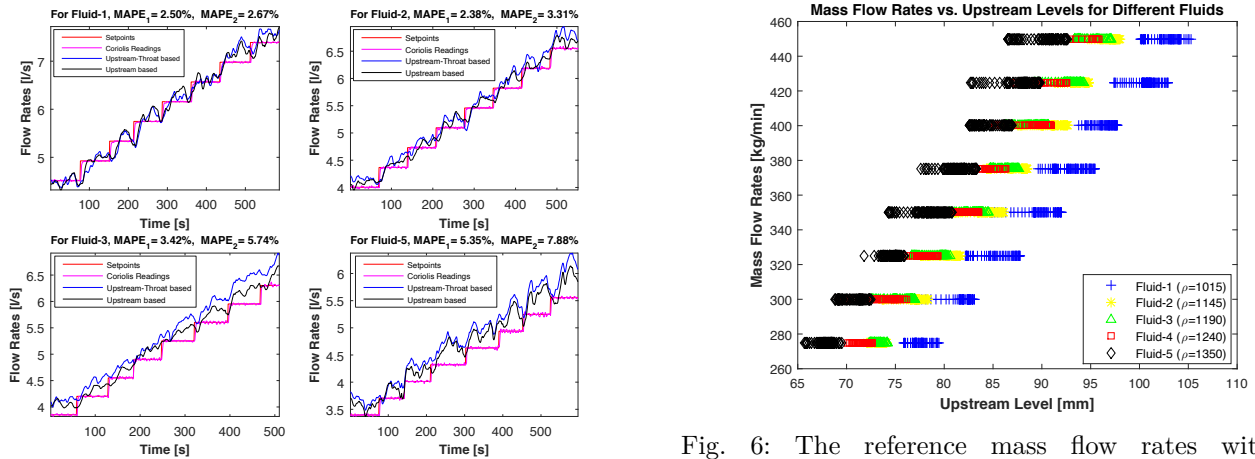 For Fluid-1, MAPE1 = 2.50%, MAPE2 = 2.67%
Flow Rates [l/s]
7
6
5
Setpoints
Coriolis Readings
Upstream-Throat based
Upstream based
100 200 300 400 500
Time [s]
For Fluid-2, MAPE1 = 2.38%, MAPE2 = 3.31%
Flow Rates [l/s]
6.5
6
5.5
5
4.5
4
Setpoints
Coriolis Readings
Upstream-Throat based
Upstream based
100 200 300 400 500
Time [s]
For Fluid-3, MAPE1 = 3.42%, MAPE2 = 5.74%
Flow Rates [l/s]
6.5
6
5.5
5
4.5
4
Setpoints
Coriolis Readings
Upstream-Throat based
Upstream based
100 200 300 400 500
Time [s]
For Fluid-5, MAPE1 = 5.35%, MAPE2 = 7.88%
Flow Rates [l/s]
6
5.5
5
4.5
4
3.5
Setpoints
Coriolis Readings
Upstream-Throat based
Upstream based
100 200 300 400 500
Time [s]
Mass Flow Rates vs. Upstream Levels for Different Fluids
Mass Flow Rates [kg/min]
460
440
420
400
380
360
340
320
300
280
260
Fluid-1 (ρ=1015)
Fluid-2 (ρ=1145)
Fluid-3 (ρ=1190)
Fluid-4 (ρ=1240)
Fluid-5 (ρ=1350)
65 70 75 80 85 90 95 100 105 110
Upstream Level [mm]
Fig. 6: The reference mass flow rates wit